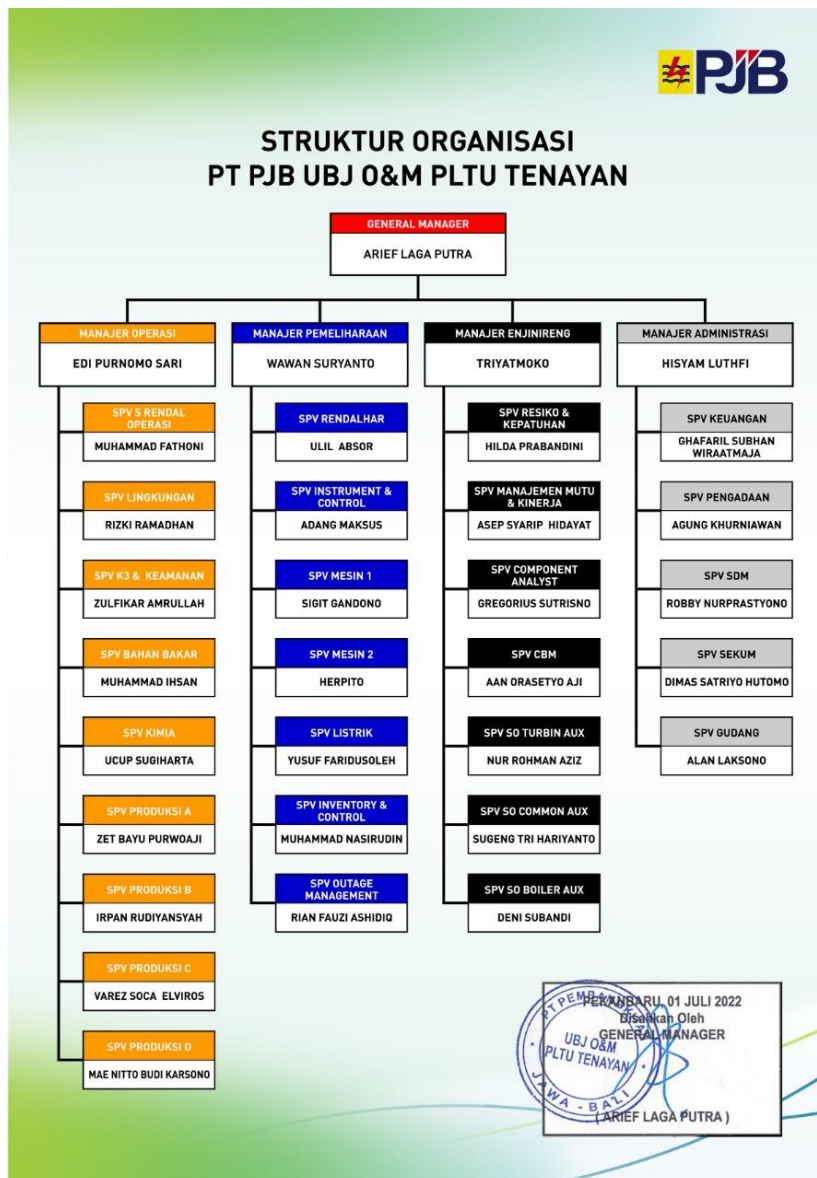 PJB
STRUKTUR ORGANISASI
PT PJB UBJ O&M PLTU TENAYAN
GENERAL MANAGER
ARIEF LAGA PUTRA
MANAJER OPERASI
EDI PURNOMO SARI
SPV S RENDAL
OPERASI
MUHAMMAD FATHONI
SPV LINGKUNGAN
RIZKI RAMADHAN
SPV K3 & KEAMANAN
ZULFIKAR AMRULLAH
SPV BAHAN BAKAR
MUHAMMAD IHSAN
SPV KIMIA
UCUP SUGIHARTA
SPV PRODUKSI A
ZET BAYU PURWOAJI
SPV PRODUKSI B
IRPAN RUDIYANSYAH
SPV PRODUKSI C
VAREZ SOCA ELVIROS
SPV PRODUKSI D
MAE NITTO BUDI KARSONO
MANAJER PEMELIHARAAN
WAWAN SURYANTO
SPV RENDALHAR
ULIL ABSOR
SPV INSTRUMENT &
CONTROL
ADANG MAKSUS
SPV MESIN 1
SIGIT GANDONO
SPV MESIN 2
HERPITO
SPV LISTRIK
YUSUF FARIDUSOLEH
SPV INVENTORY &
CONTROL
MUHAMMAD NASIRUDIN
SPV OUTAGE
MANAGEMENT
RIAN FAUZI ASHIDIQ
MANAJER ENJINIRENG
TRIYATMOKO
SPV RESIKO &
KEPATUHAN
HILDA PRABANDINI
SPV MANAJEMEN MUTU
& KINERJA
ASEP SYARIP HIDAYAT
SPV COMPONENT
ANALYST
GREGORIUS SUTRISNO
SPV CBM
AAN ORASETYO AJI
SPV SO TURBIN AUX
NUR ROHMAN AZIZ
SPV SO COMMON AUX
SUGENG TRI HARIYANTO
SPV SO BOILER AUX
DENI SUBANDI
MANAJER ADMINISTRASI
HISYAM LUTHFI
SPV KEUANGAN
GHAFARIL SUBHAN
WIRAATMAJA
SPV PENGADAAN
AGUNG KHURNIAWAN
SPV SDM
ROBBY NURPRASTYONO
SPV SEKUM
DIMAS SATRIYO HUTOMO
SPV GUDANG
ALAN LAKSONO
PEKANBARU, 01 JULI 2022
Disahkan Oleh
GENERAL MANAGER
UBJ O&M
PLTU TENAYAN
JAWA - BALI
( ARIEF LAGA PUTRA )